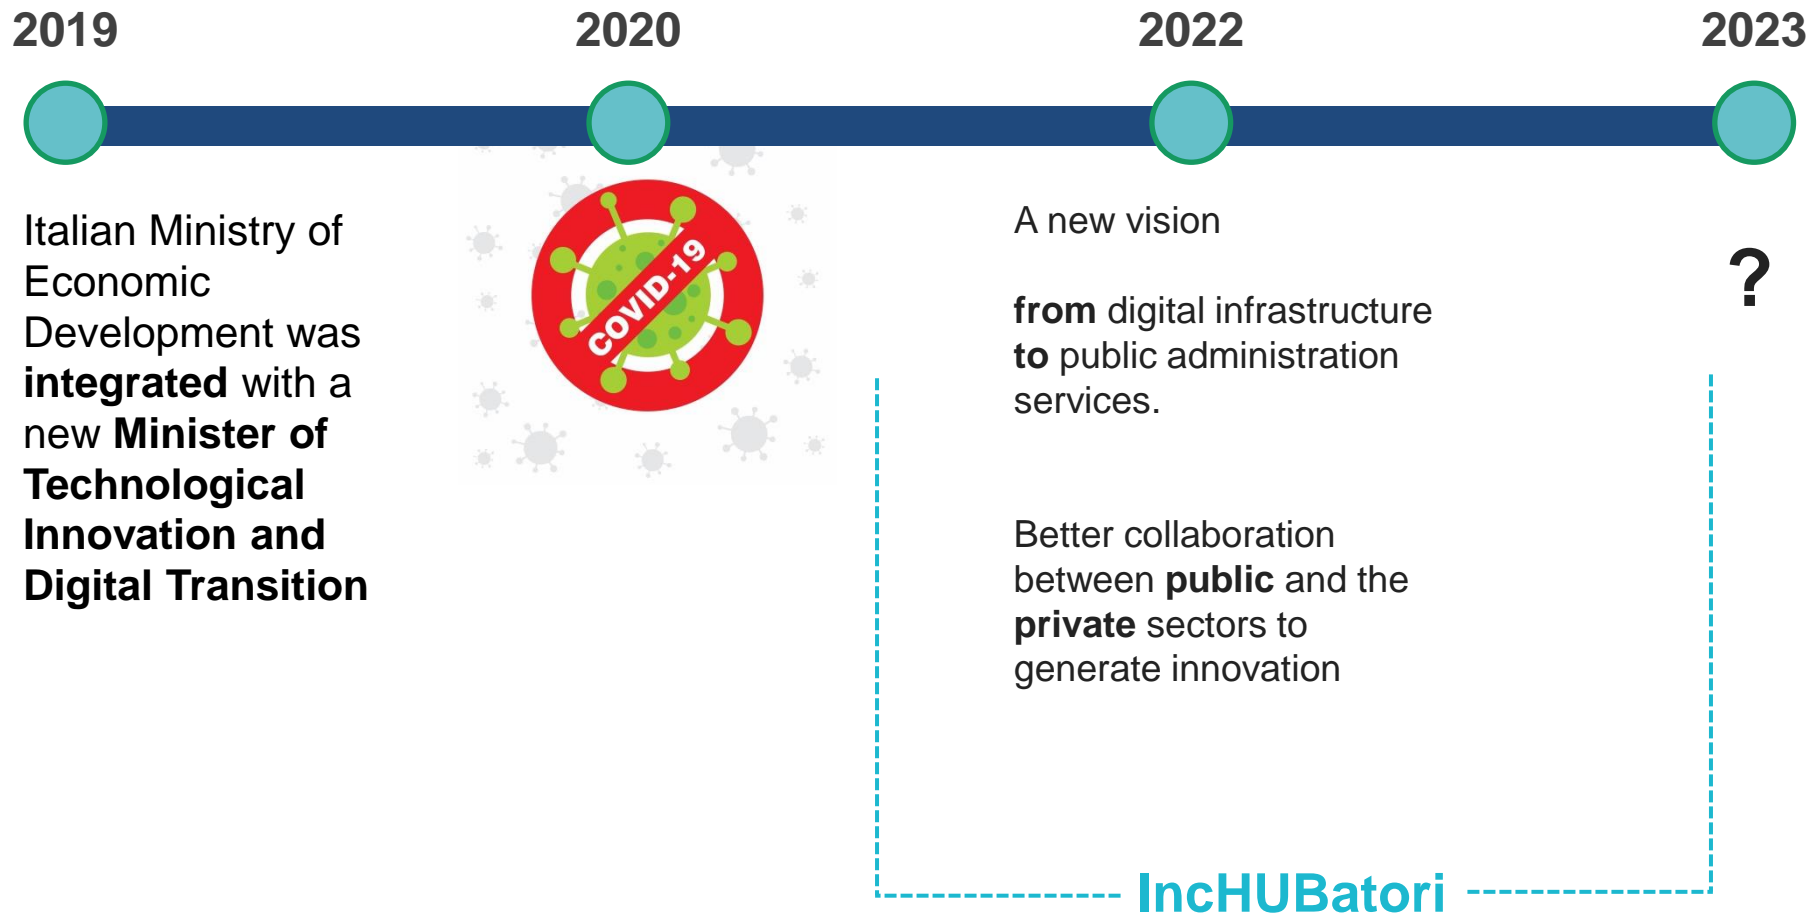 2019
2020
2022
2023
Italian Ministry of
Economic
Development was
integrated with a
new Minister of
Technological
Innovation and
Digital Transition
COVID-19
A new vision
from digital infrastructure
to public administration
services.
Better collaboration
between public and the
private sectors to
generate innovation
?
IncHUBatori